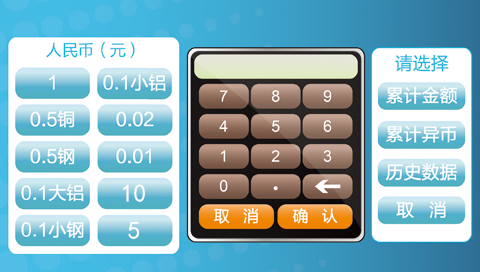 人民币（元）
1 0.1小铝
0.5铜 0.02
0.5钢 0.01
0.1大铝 10
0.1小钢 5
7 8 9
4 5 6
1 2 3
0 .
取 消 确 认
请选择
累计金额
累计异币
历史数据
取 消